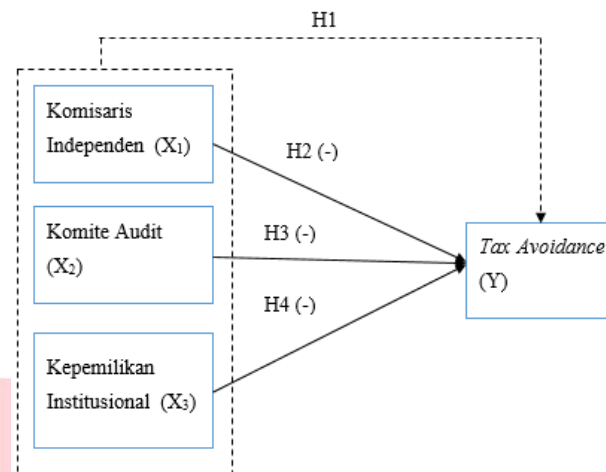 H1
Komisaris
Independen (X₁)
H2 (-)
Komite Audit
(X₂)
H3 (-)
Tax Avoidance
(Y)
H4 (-)
Kepemilikan
Institusional (X₃)